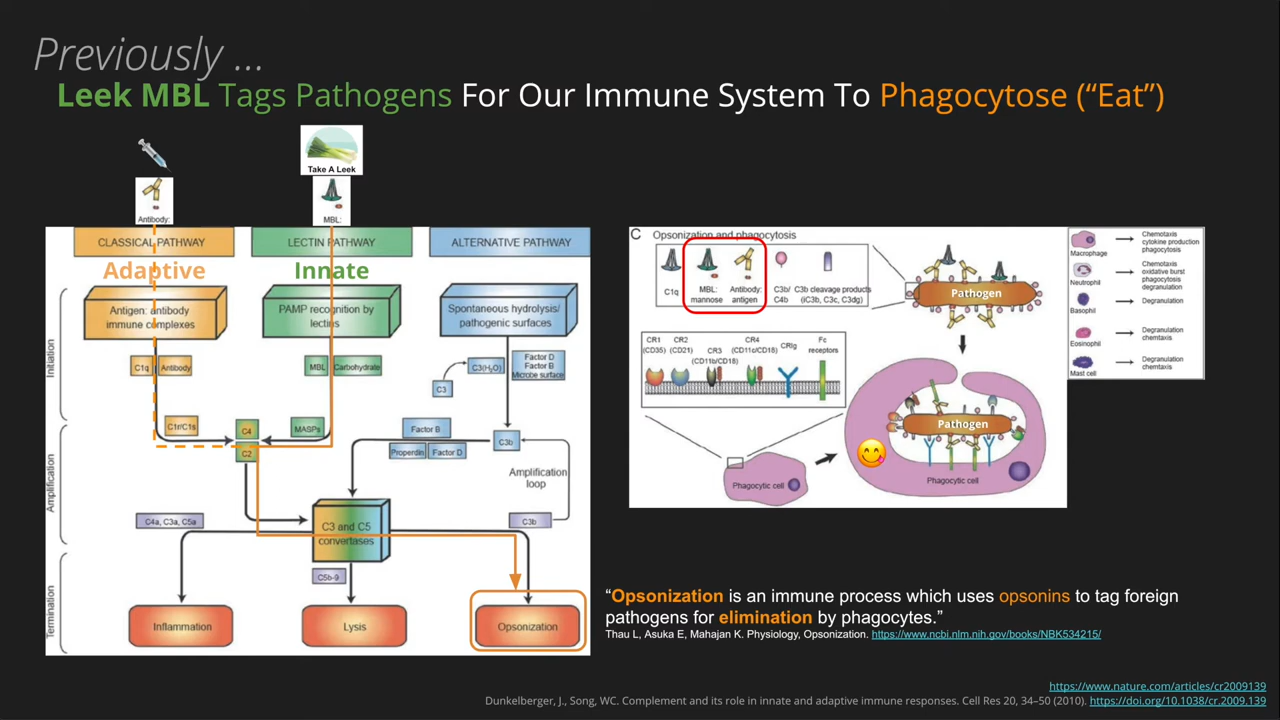 Previously ...
Leek MBL Tags Pathogens For Our Immune System To Phagocytose (“Eat”)
Take A Leek
Antibody:
MBL:
CLASSICAL PATHWAY
LECTIN PATHWAY
ALTERNATIVE PATHWAY
Adaptive
Innate
Initiation
Antigen: antibody
immune complexes
PAMP recognition by
lectins
Spontaneous hydrolysis/
pathogenic surfaces
C1q
Antibody
MBL
Carbohydrate
C3(H₂O)
Factor D
Factor B
Microbe surface
C3
Amplification
C1r/C1s
C4
C2
MASPs
Factor B
Properdin
Factor D
C3b
Amplification
loop
C4a, C3a, C5a
C3 and C5
convertases
C3b
Termination
C5b-9
Inflammation
Lysis
Opsonization
C Opsonization and phagocytosis
C1q
MBL:
mannose
Antibody:
antigen
C3b/
C4b
C3b cleavage products
(iC3b, C3c, C3dg)
Pathogen
CR1
(CD35)
CR2
(CD21)
CR3
(CD11b/CD18)
CR4
(CD11c/CD18)
CRIg
Fc
receptors
Phagocytic cell
Pathogen
Phagocytic cell
Macrophage
Chemotaxis
cytokine production
phagocytosis
Neutrophil
Chemotaxis
oxidative burst
phagocytosis
degranulation
Basophil
Degranulation
Eosinophil
Degranulation
chemtaxis
Mast cell
Degranulation
chemtaxis
“Opsonization is an immune process which uses opsonins to tag foreign
pathogens for elimination by phagocytes.”
Thau L, Asuka E, Mahajan K. Physiology, Opsonization. https://www.ncbi.nlm.nih.gov/books/NBK534215/
https://www.nature.com/articles/cr2009139
Dunkelberger, J., Song, WC. Complement and its role in innate and adaptive immune responses. Cell Res 20, 34–50 (2010). https://doi.org/10.1038/cr.2009.139